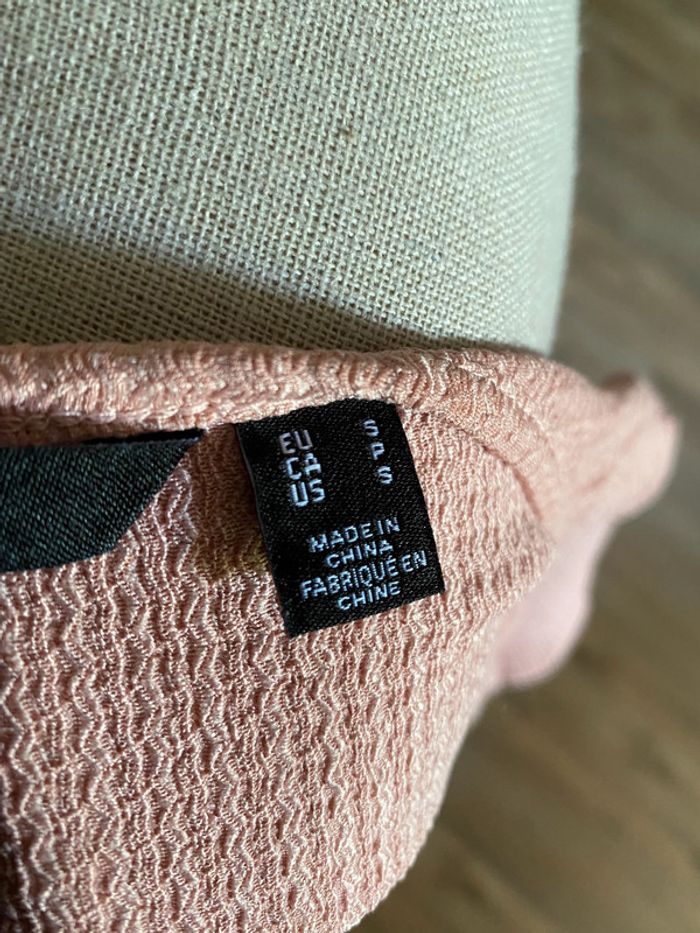 EU S
CA P
US S
MADE IN
CHINA
FABRIQUÉ EN
CHINE